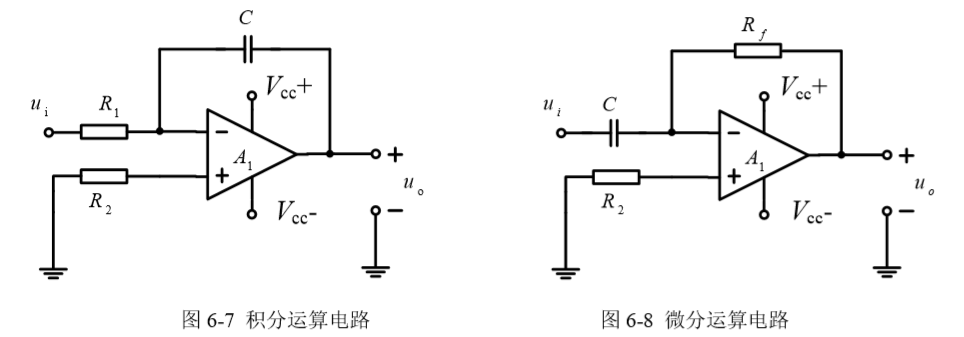 C
V_cc+
u_i
R_1
−
A_1
+
+
u_o
R_2
V_cc-
−
图 6-7 积分运算电路
R_f
V_cc+
u_i
C
−
A_1
+
+
u_o
R_2
V_cc-
−
图 6-8 微分运算电路